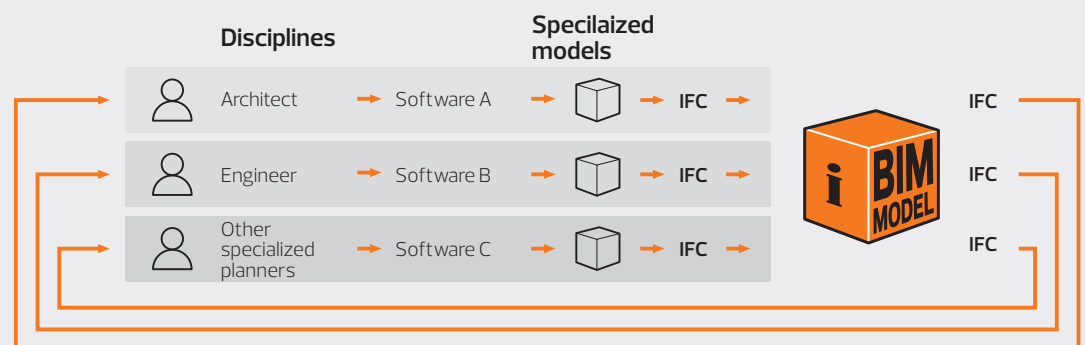 Disciplines
Specilaized
models
Architect
Software A
IFC
IFC
Engineer
Software B
IFC
IFC
Other
specialized
planners
Software C
IFC
IFC
i
BIM
MODEL